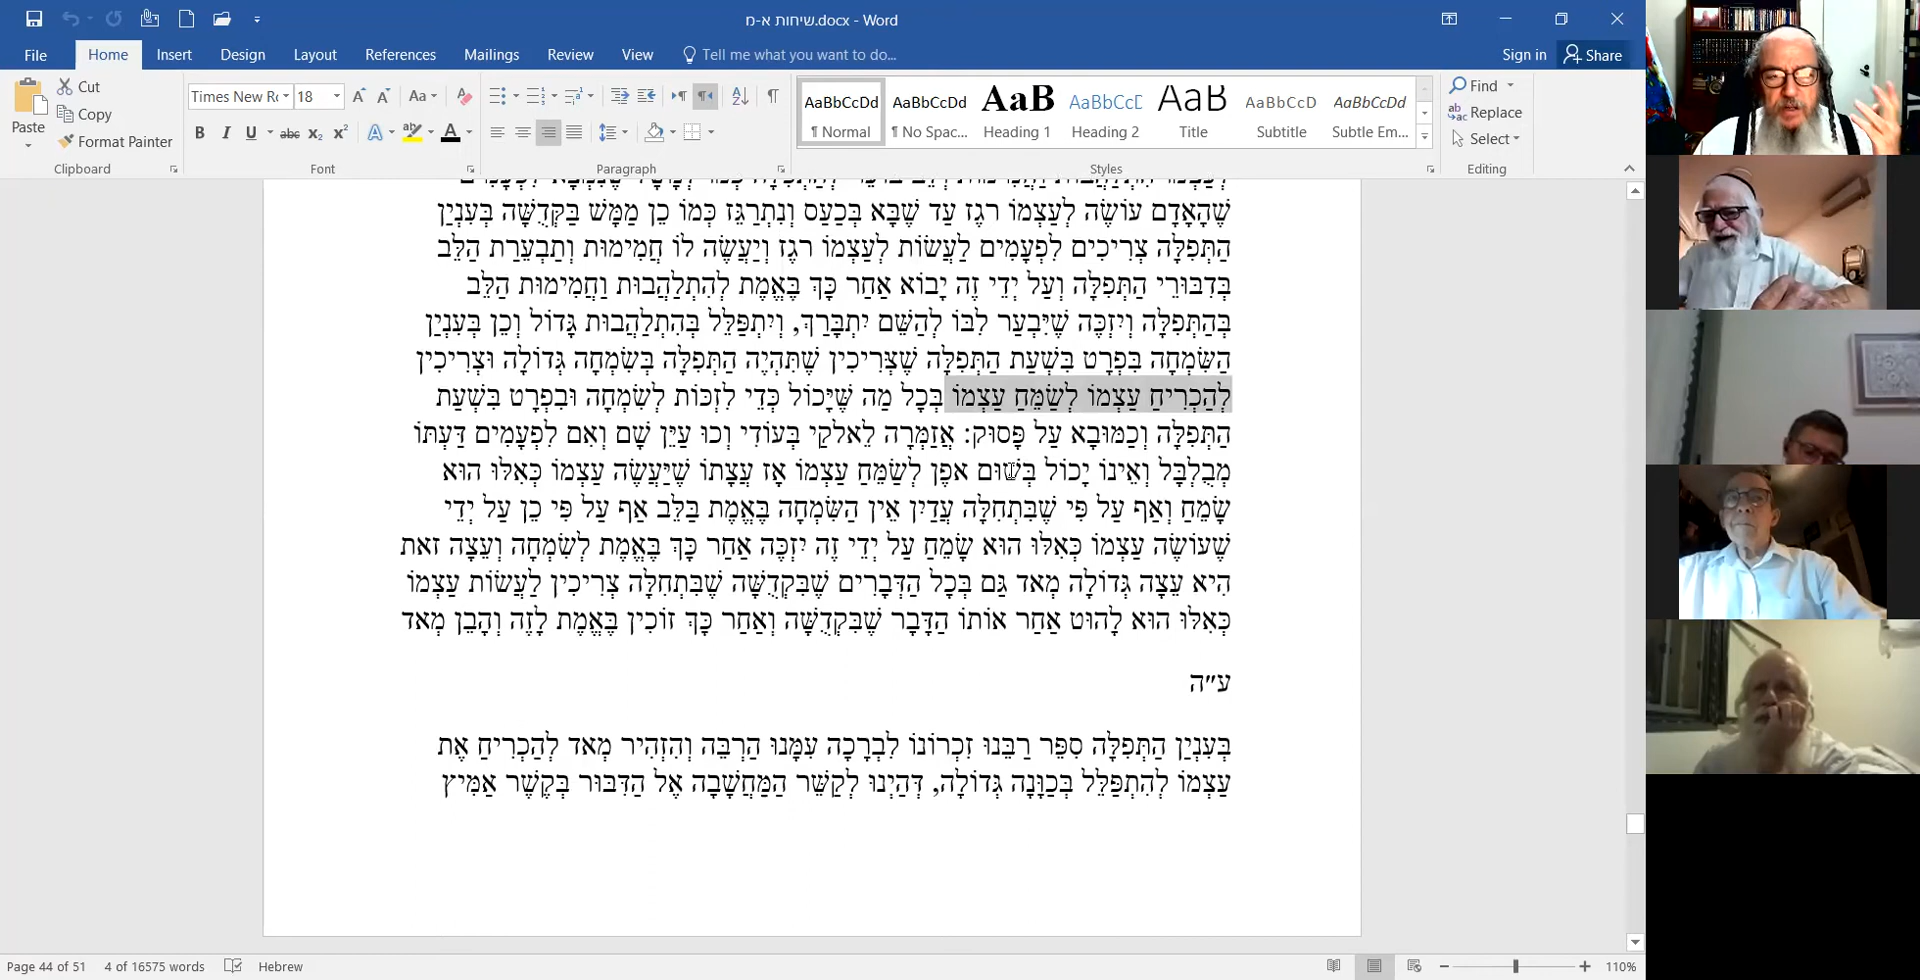 שיחות א-מ.docx - Word
File Home Insert Design Layout References Mailings Review View Tell me what you want to do... Sign in Share
Paste Cut Copy Format Painter Clipboard
Times New Ro 18 Font
Paragraph
AaBbCcDd AaBbCcDd AaB AaBbCcD AaB AaBbCcD AaBbCcDd
¶ Normal ¶ No Spac... Heading 1 Heading 2 Title Subtitle Subtle Em...
Styles
Find Replace Select Editing
שֶׁהָאָדָם עוֹשֶׂה לְעַצְמוֹ רֹגֶז עַד שֶׁבָּא בְּכַעַס וְנִתְרַגֵּז כְּמוֹ כֵן מַמָּשׁ בַּקְּדֻשָּׁה בְּעִנְיַן
הַתְּפִלָּה צְרִיכִים לִפְעָמִים לַעֲשׂוֹת לְעַצְמוֹ רֹגֶז וְיַעֲשֶׂה לוֹ חֲמִימוּת וְתַבְעֵרַת הַלֵּב
בְּדִבּוּרֵי הַתְּפִלָּה וְעַל יְדֵי זֶה יָבוֹא אַחַר כָּךְ בֶּאֱמֶת לְהִתְלַהֲבוּת וַחֲמִימוּת הַלֵּב
בְּהַתְּפִלָּה וְיִזְכֶּה שֶׁיִּבְעַר לִבּוֹ לְהַשֵּׁם יִתְבָּרַךְ, וְיִתְפַּלֵּל בְּהִתְלַהֲבוּת גָּדוֹל וְכֵן בְּעִנְיַן
הַשִּׂמְחָה בִּפְרָט בִּשְׁעַת הַתְּפִלָּה שֶׁצְּרִיכִין שֶׁתִּהְיֶה הַתְּפִלָּה בְּשִׂמְחָה גְּדוֹלָה וּצְרִיכִין
לְהַכְרִיחַ עַצְמוֹ לְשַׂמֵּחַ עַצְמוֹ בְּכָל מַה שֶּׁיָּכוֹל כְּדֵי לִזְכּוֹת לְשִׂמְחָה וּבִפְרָט בִּשְׁעַת
הַתְּפִלָּה וְכַמּוּבָא עַל פָּסוּק: אֲזַמְּרָה לֵאלֹקַי בְּעוֹדִי וְכוּ עַיֵּן שָׁם וְאִם לִפְעָמִים דַּעְתּוֹ
מְבֻלְבָּל וְאֵינוֹ יָכוֹל בְּשׁוּם אֹפֶן לְשַׂמֵּחַ עַצְמוֹ אָז עֲצָתוֹ שֶׁיַּעֲשֶׂה עַצְמוֹ כְּאִלּוּ הוּא
שָׂמֵחַ וְאַף עַל פִּי שֶׁבִּתְחִלָּה עֲדַיִן אֵין הַשִּׂמְחָה בֶּאֱמֶת בַּלֵּב אַף עַל פִּי כֵן עַל יְדֵי
שֶׁעוֹשֶׂה עַצְמוֹ כְּאִלּוּ הוּא שָׂמֵחַ עַל יְדֵי זֶה יִזְכֶּה אַחַר כָּךְ בֶּאֱמֶת לְשִׂמְחָה וְעֵצָה זֹאת
הִיא עֵצָה גְּדוֹלָה מְאֹד גַּם בְּכָל הַדְּבָרִים שֶׁבִּקְדֻשָּׁה שֶׁבִּתְחִלָּה צְרִיכִין לַעֲשׂוֹת עַצְמוֹ
כְּאִלּוּ הוּא לָהוּט אַחַר אוֹתוֹ הַדָּבָר שֶׁבִּקְדֻשָּׁה וְאַחַר כָּךְ זוֹכִין בֶּאֱמֶת לָזֶה וְהָבֵן מְאֹד
ע״ה
בְּעִנְיַן הַתְּפִלָּה סִפֵּר רַבֵּנוּ זִכְרוֹנוֹ לִבְרָכָה עִמָּנוּ הַרְבֵּה וְהִזְהִיר מְאֹד לְהַכְרִיחַ אֶת
עַצְמוֹ לְהִתְפַּלֵּל בְּכַוָּנָה גְּדוֹלָה, דְּהַיְנוּ לְקַשֵּׁר הַמַּחֲשָׁבָה אֶל הַדִּבּוּר בְּקֶשֶׁר אַמִּיץ
Page 44 of 51 4 of 16575 words Hebrew 110%